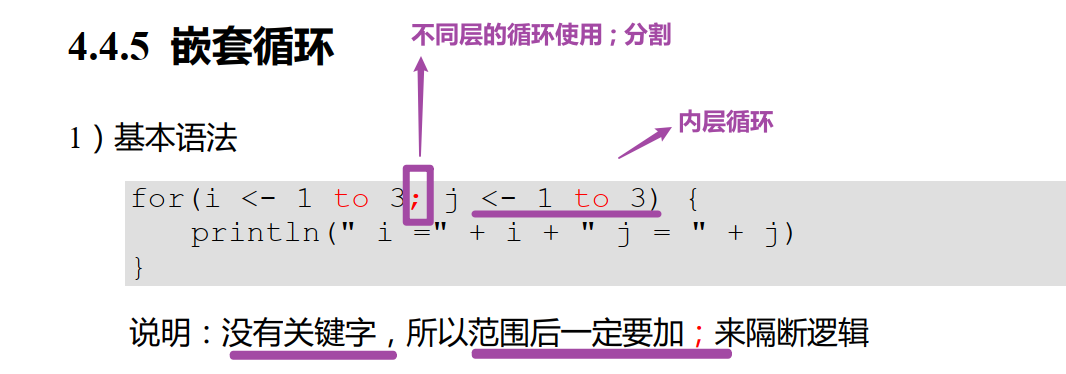 4.4.5 嵌套循环
不同层的循环使用；分割
1）基本语法
内层循环
for(i <- 1 to 3; j <- 1 to 3) {
println(" i =" + i + " j = " + j)
}
说明：没有关键字，所以范围后一定要加；来隔断逻辑